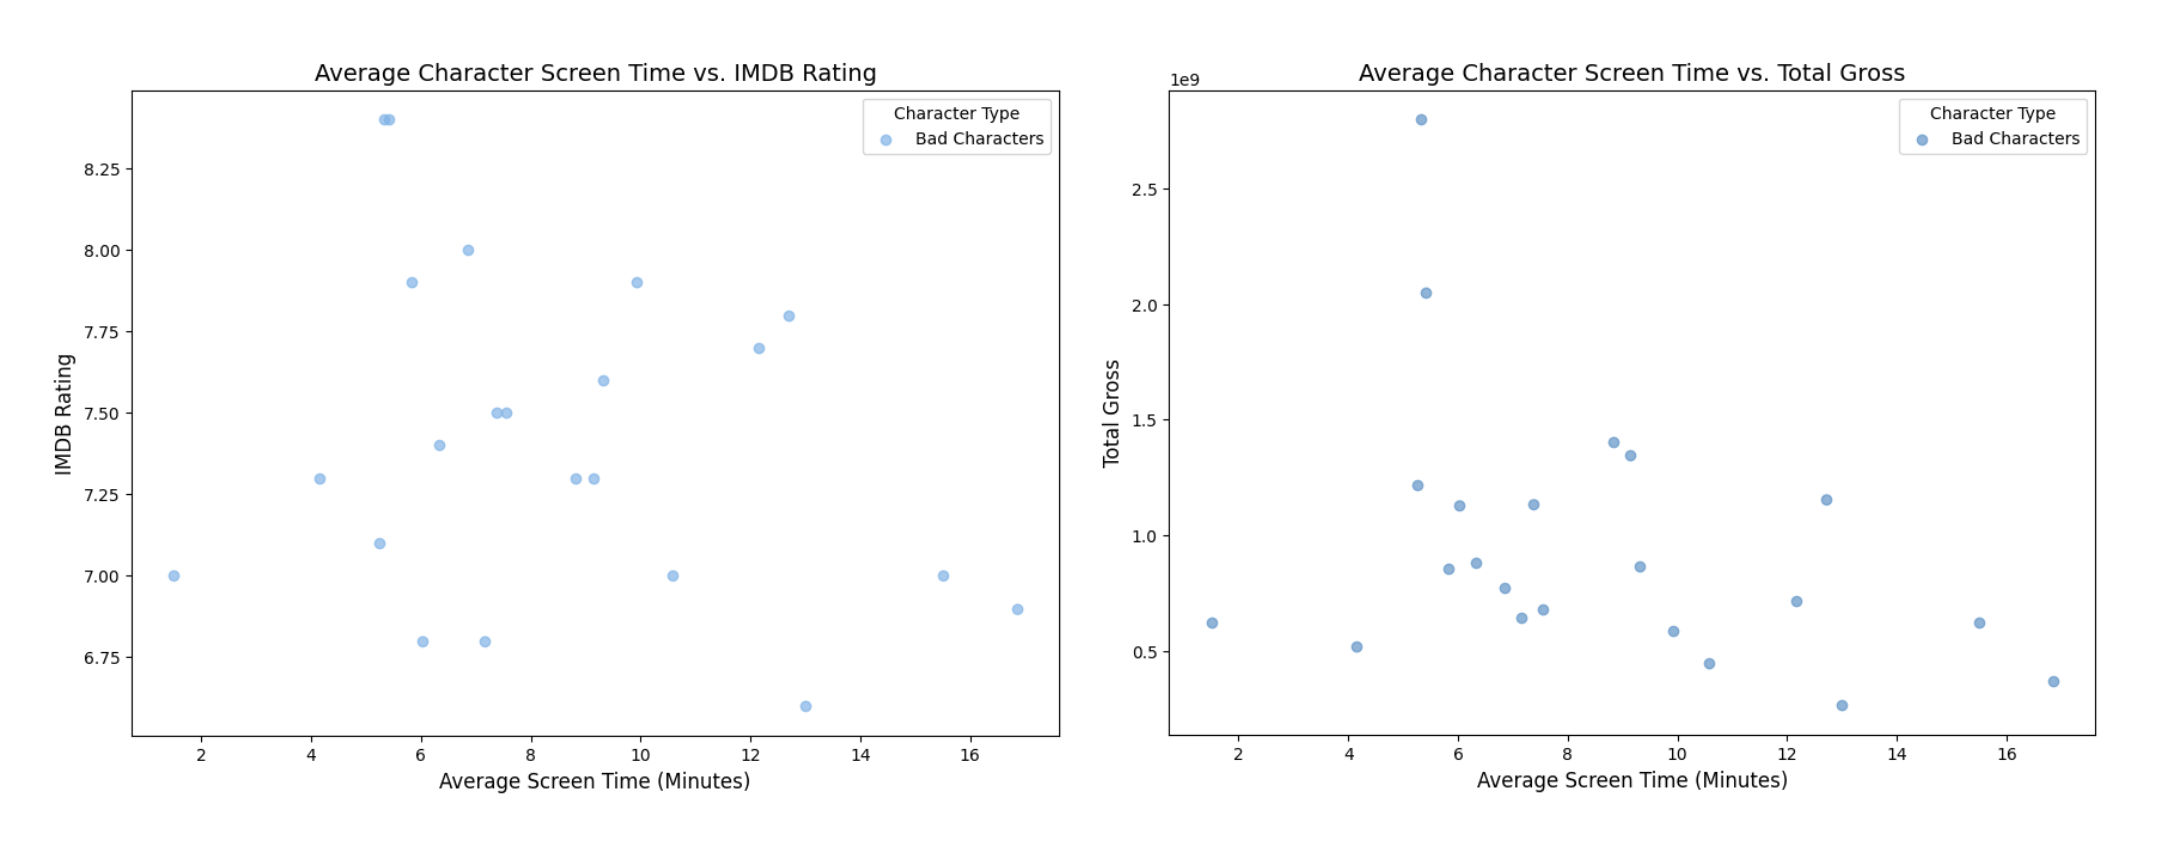 Average Character Screen Time vs. IMDB Rating
Character Type
Bad Characters
8.25
8.00
7.75
7.50
7.25
7.00
6.75
IMDB Rating
2 4 6 8 10 12 14 16
Average Screen Time (Minutes)
Average Character Screen Time vs. Total Gross
1e9
Character Type
Bad Characters
2.5
2.0
1.5
1.0
0.5
Total Gross
2 4 6 8 10 12 14 16
Average Screen Time (Minutes)